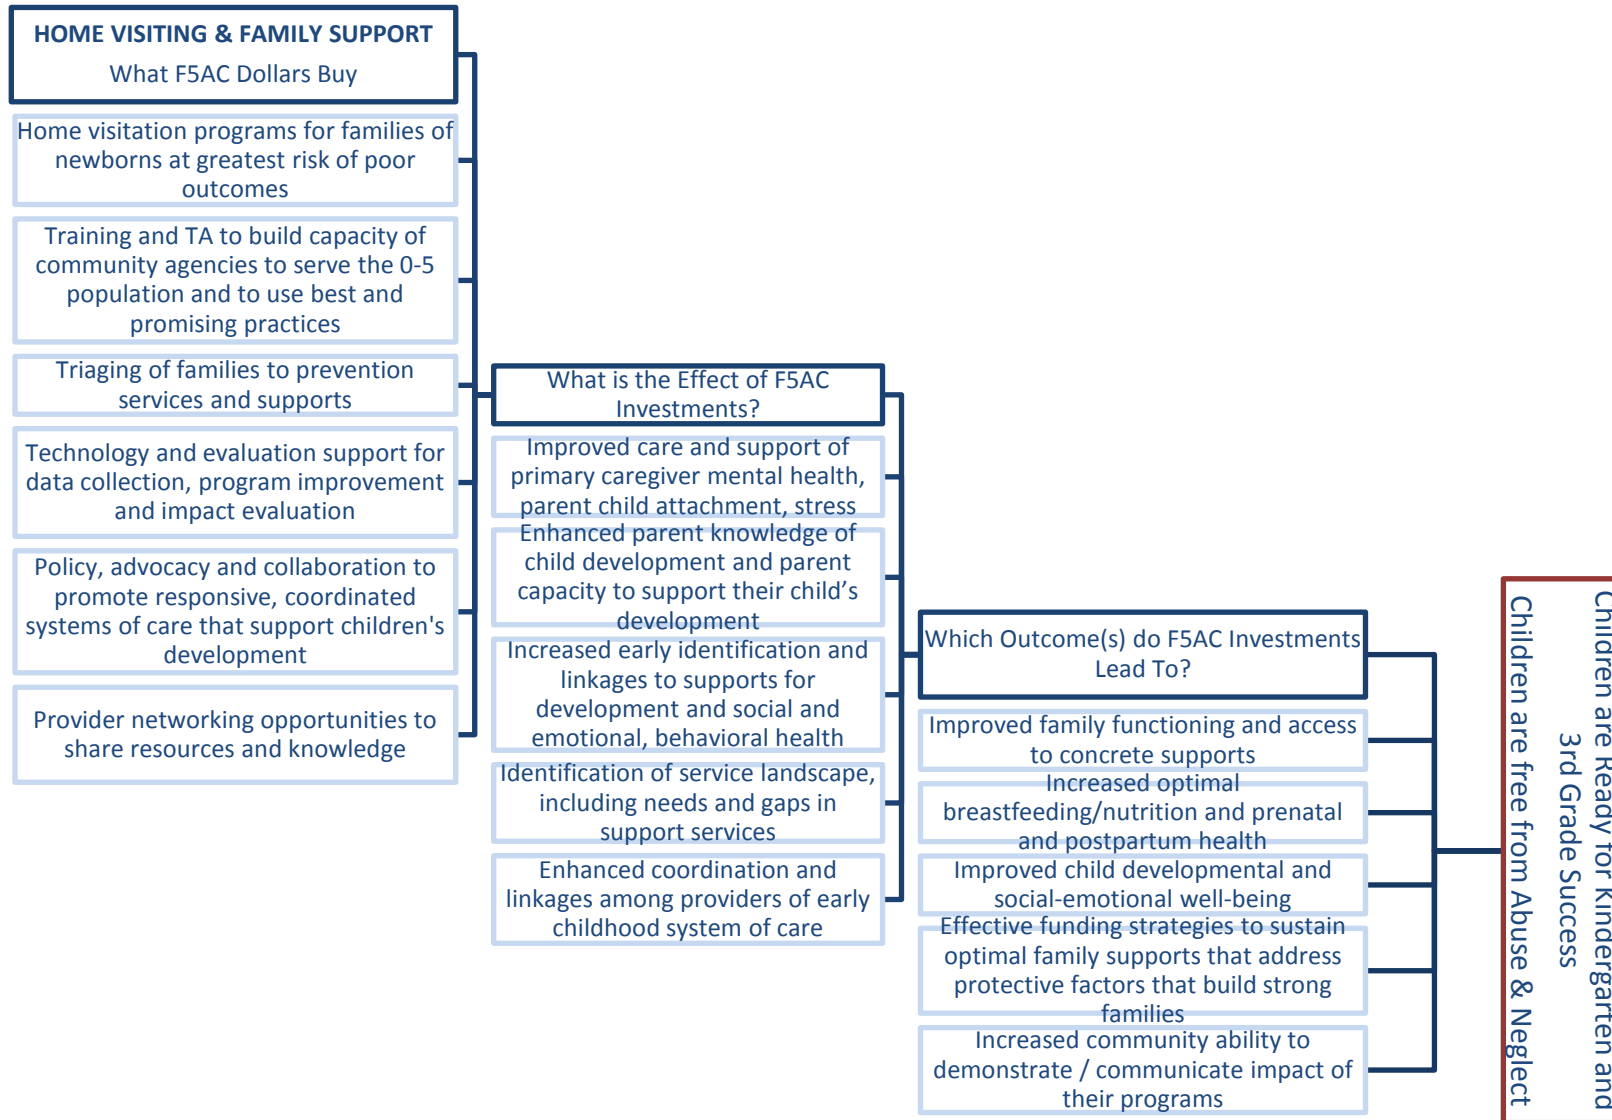 HOME VISITING & FAMILY SUPPORT
What F5AC Dollars Buy
Home visitation programs for families of
newborns at greatest risk of poor
outcomes
Training and TA to build capacity of
community agencies to serve the 0-5
population and to use best and
promising practices
Triaging of families to prevention
services and supports
Technology and evaluation support for
data collection, program improvement
and impact evaluation
Policy, advocacy and collaboration to
promote responsive, coordinated
systems of care that support children's
development
Provider networking opportunities to
share resources and knowledge
What is the Effect of F5AC
Investments?
Improved care and support of
primary caregiver mental health,
parent child attachment, stress
Enhanced parent knowledge of
child development and parent
capacity to support their child’s
development
Increased early identification and
linkages to supports for
development and social and
emotional, behavioral health
Identification of service landscape,
including needs and gaps in
support services
Enhanced coordination and
linkages among providers of early
childhood system of care
Which Outcome(s) do F5AC Investments
Lead To?
Improved family functioning and access
to concrete supports
Increased optimal
breastfeeding/nutrition and prenatal
and postpartum health
Improved child developmental and
social-emotional well-being
Effective funding strategies to sustain
optimal family supports that address
protective factors that build strong
families
Increased community ability to
demonstrate / communicate impact of
their programs
Children are Ready for Kindergarten and
3rd Grade Success
Children are free from Abuse & Neglect